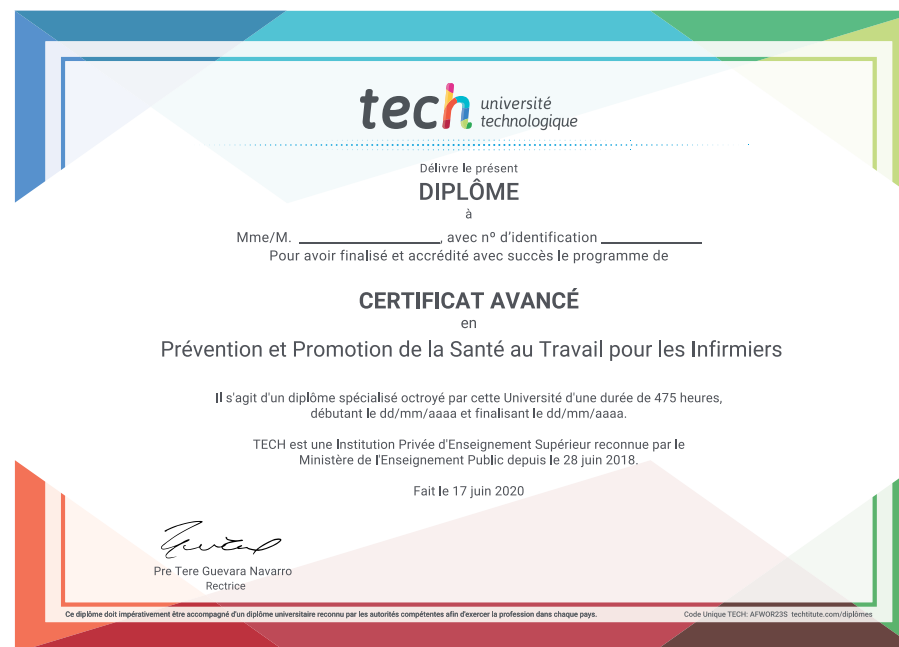 tech université
technologique
Délivre le présent
DIPLÔME
à
Mme/M. ____________________, avec nº d'identification ______________
Pour avoir finalisé et accrédité avec succès le programme de
CERTIFICAT AVANCÉ
en
Prévention et Promotion de la Santé au Travail pour les Infirmiers
Il s'agit d'un diplôme spécialisé octroyé par cette Université d'une durée de 475 heures,
débutant le dd/mm/aaaa et finalisant le dd/mm/aaaa.
TECH est une Institution Privée d'Enseignement Supérieur reconnue par le
Ministère de l'Enseignement Public depuis le 28 juin 2018.
Fait le 17 juin 2020
Pre Tere Guevara Navarro
Rectrice
Ce diplôme doit impérativement être accompagné d'un diplôme universitaire reconnu par les autorités compétentes afin d'exercer la profession dans chaque pays.
Code Unique TECH: AFWOR23S techtitute.com/diplômes